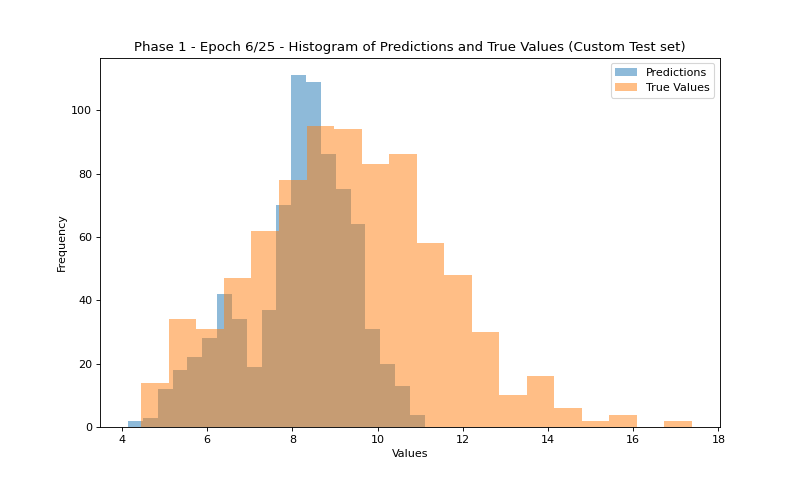 Phase 1 - Epoch 6/25 - Histogram of Predictions and True Values (Custom Test set)
Predictions
True Values
100
80
60
40
20
0
Frequency
4 6 8 10 12 14 16 18
Values